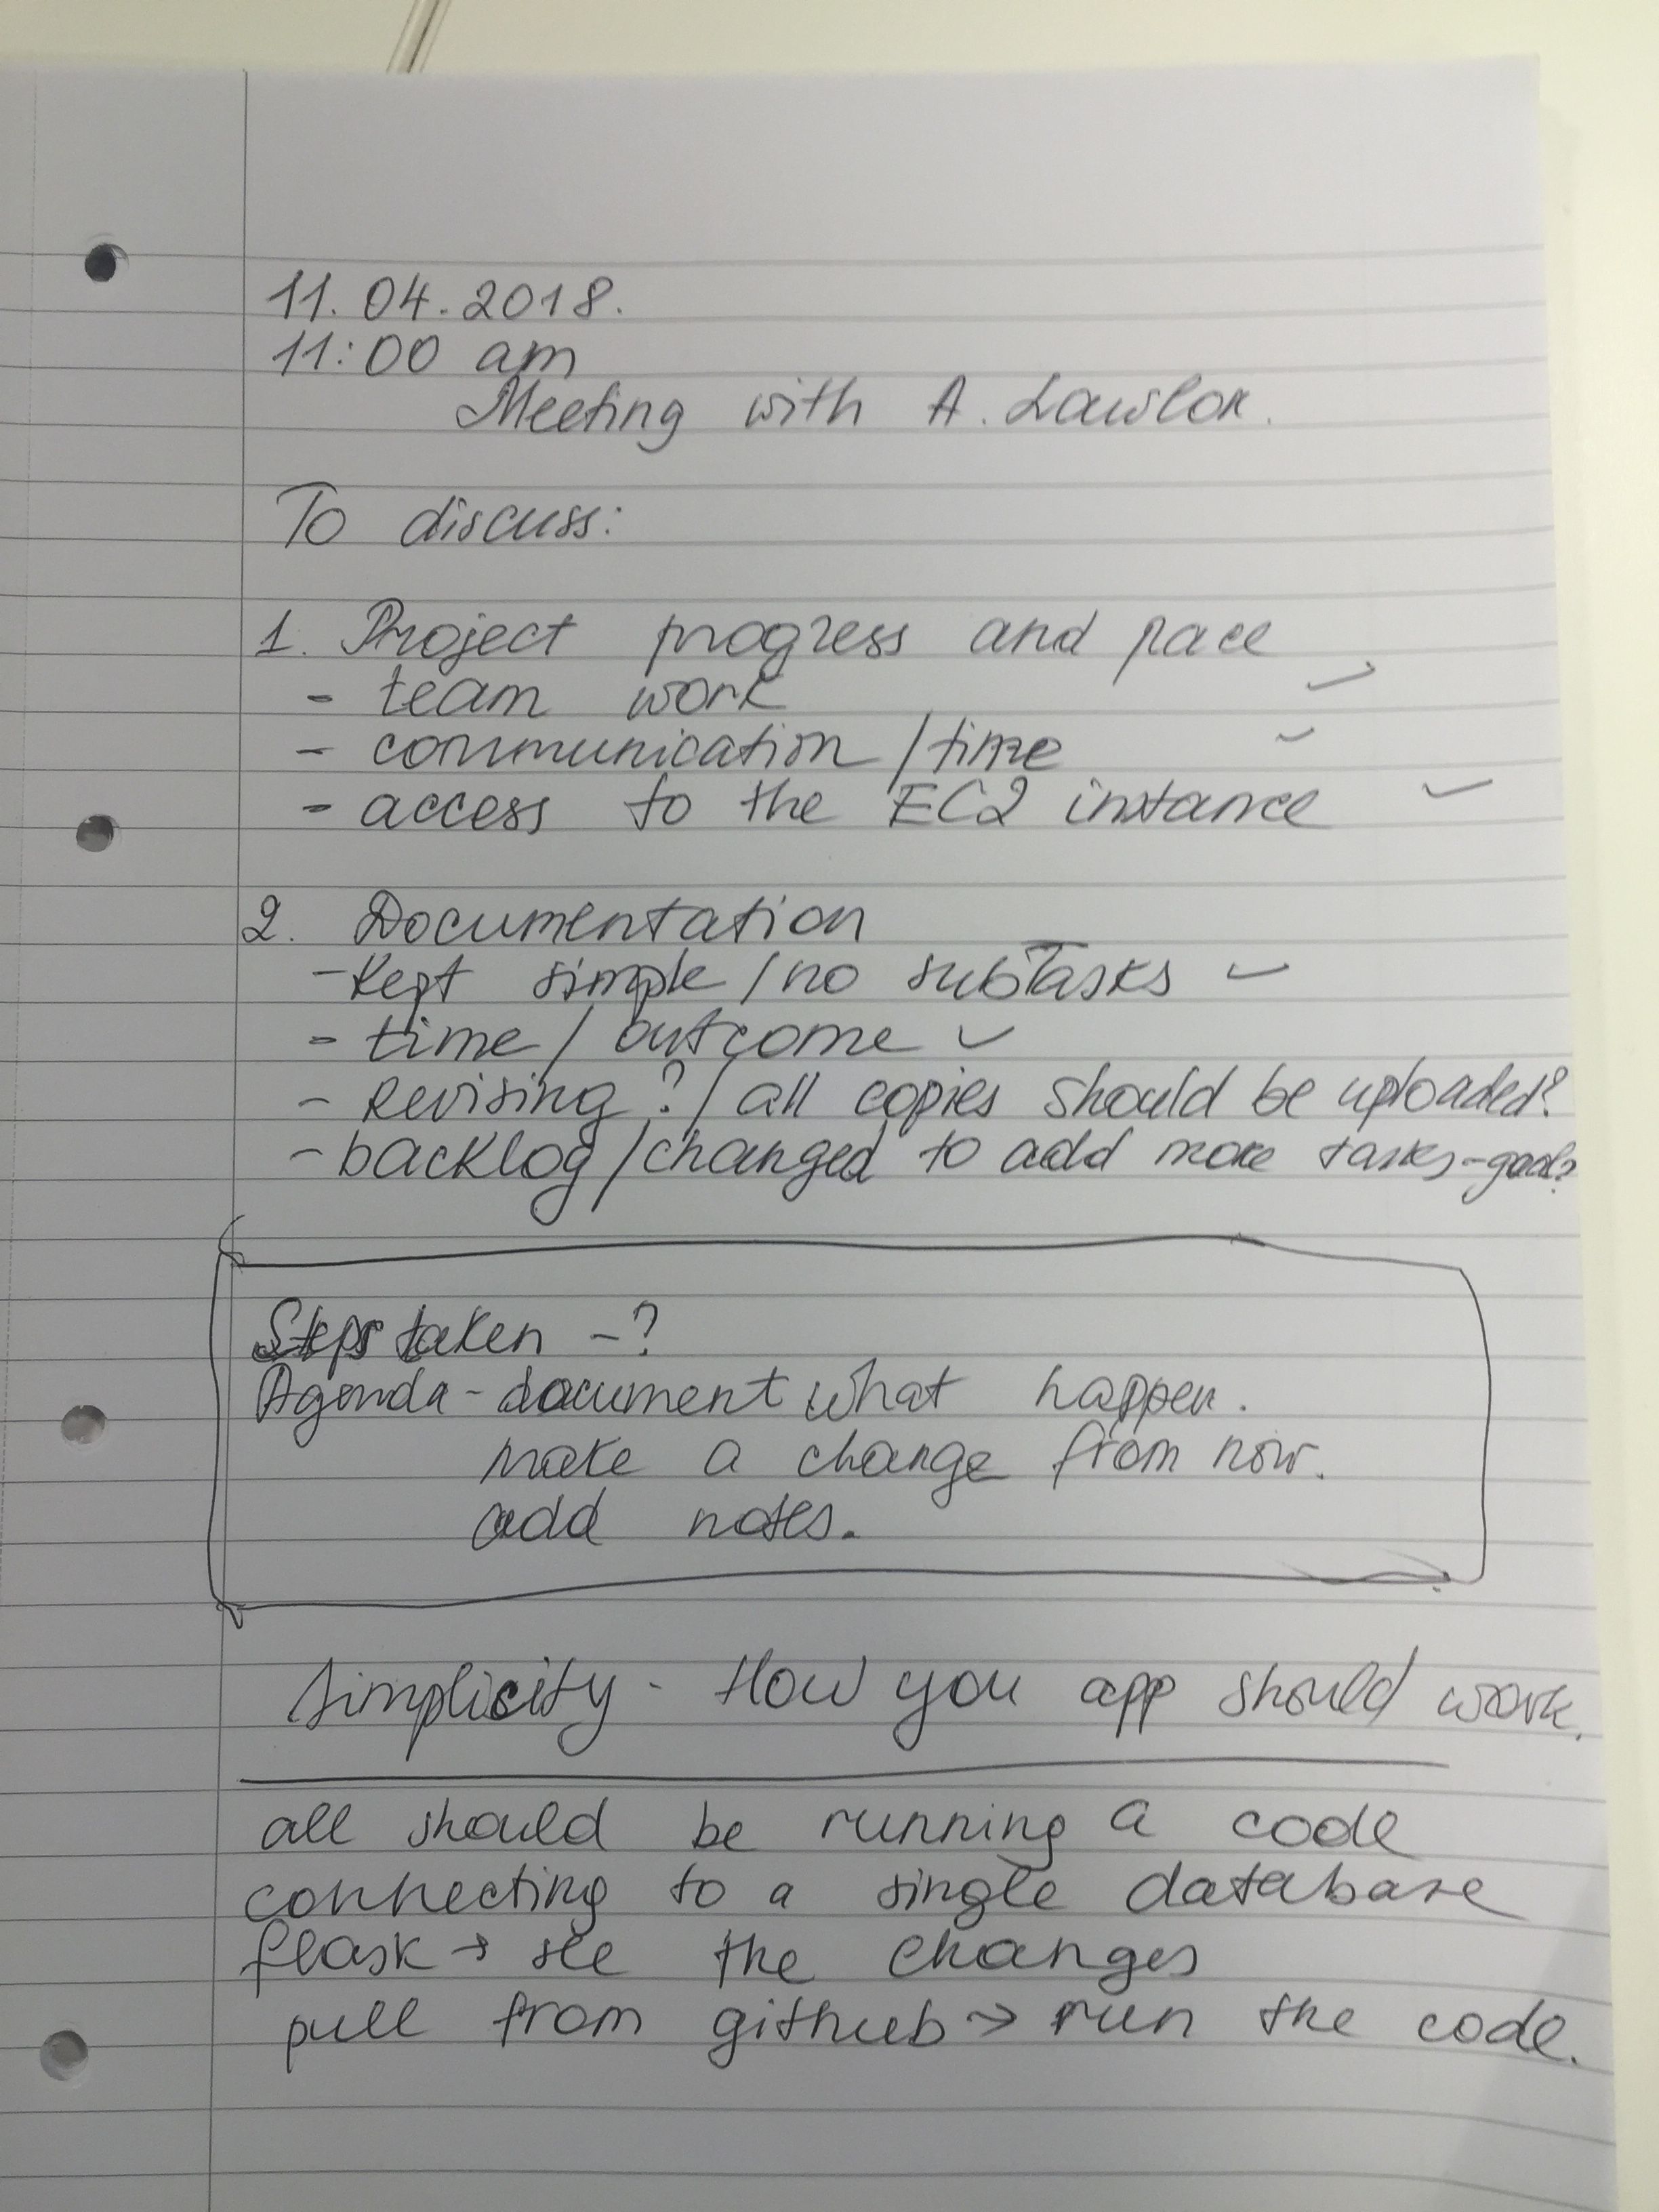 11.04.2018.
11:00 am
Meeting with A. Lawlor.
To discuss:
1. Project progress and pace
- team work ✓
- communication/time ✓
- access to the EC2 instance ✓
2. Documentation
- kept simple/no subTasks ✓
- time/outcome ✓
- Revising?/all copies should be uploaded?
- backlog/changed to add more tasks-good?
Steps taken -?
Agenda - document what happen.
make a change from now.
add notes.
Simplicity - How you app should work.
all should be running a code
connecting to a single database
flask → see the changes
pull from github → run the code.